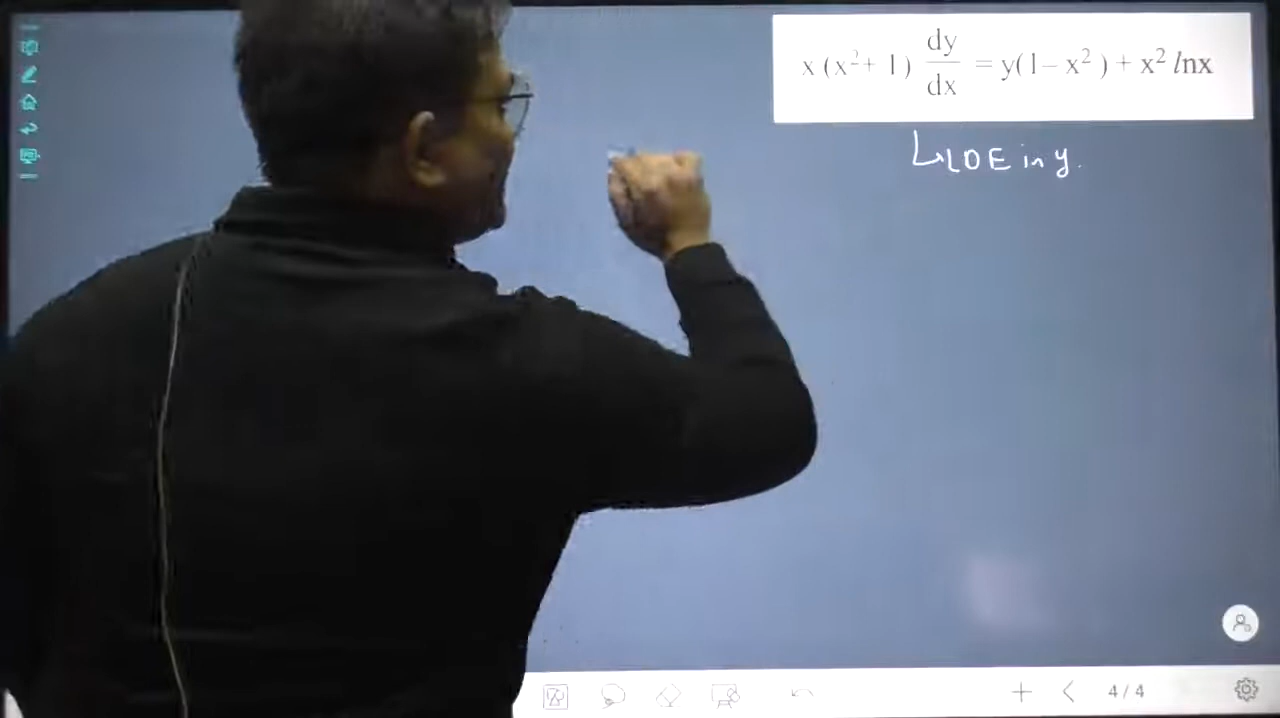 x (x²+ 1) dy/dx = y(1– x² ) + x² lnx
↳ LDE in y.
4 / 4